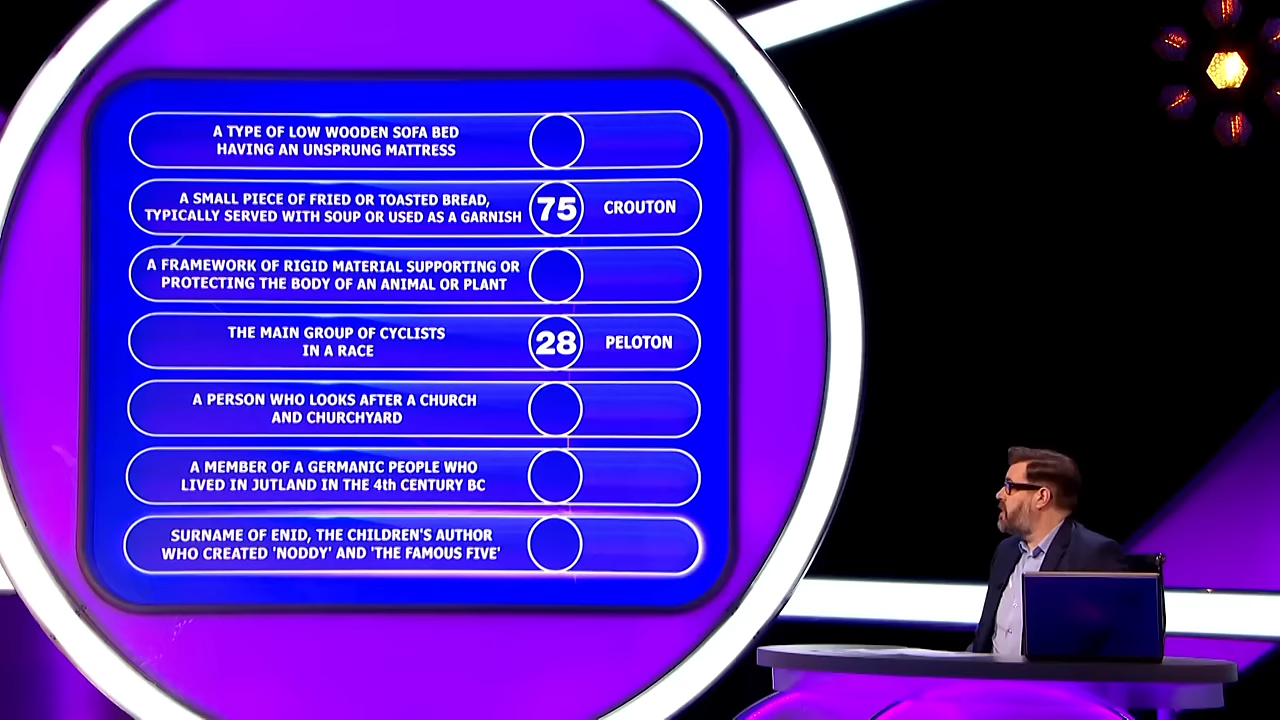 A TYPE OF LOW WOODEN SOFA BED
HAVING AN UNSPRUNG MATTRESS
A SMALL PIECE OF FRIED OR TOASTED BREAD,
TYPICALLY SERVED WITH SOUP OR USED AS A GARNISH
75
CROUTON
A FRAMEWORK OF RIGID MATERIAL SUPPORTING OR
PROTECTING THE BODY OF AN ANIMAL OR PLANT
THE MAIN GROUP OF CYCLISTS
IN A RACE
28
PELOTON
A PERSON WHO LOOKS AFTER A CHURCH
AND CHURCHYARD
A MEMBER OF A GERMANIC PEOPLE WHO
LIVED IN JUTLAND IN THE 4th CENTURY BC
SURNAME OF ENID, THE CHILDREN'S AUTHOR
WHO CREATED 'NODDY' AND 'THE FAMOUS FIVE'